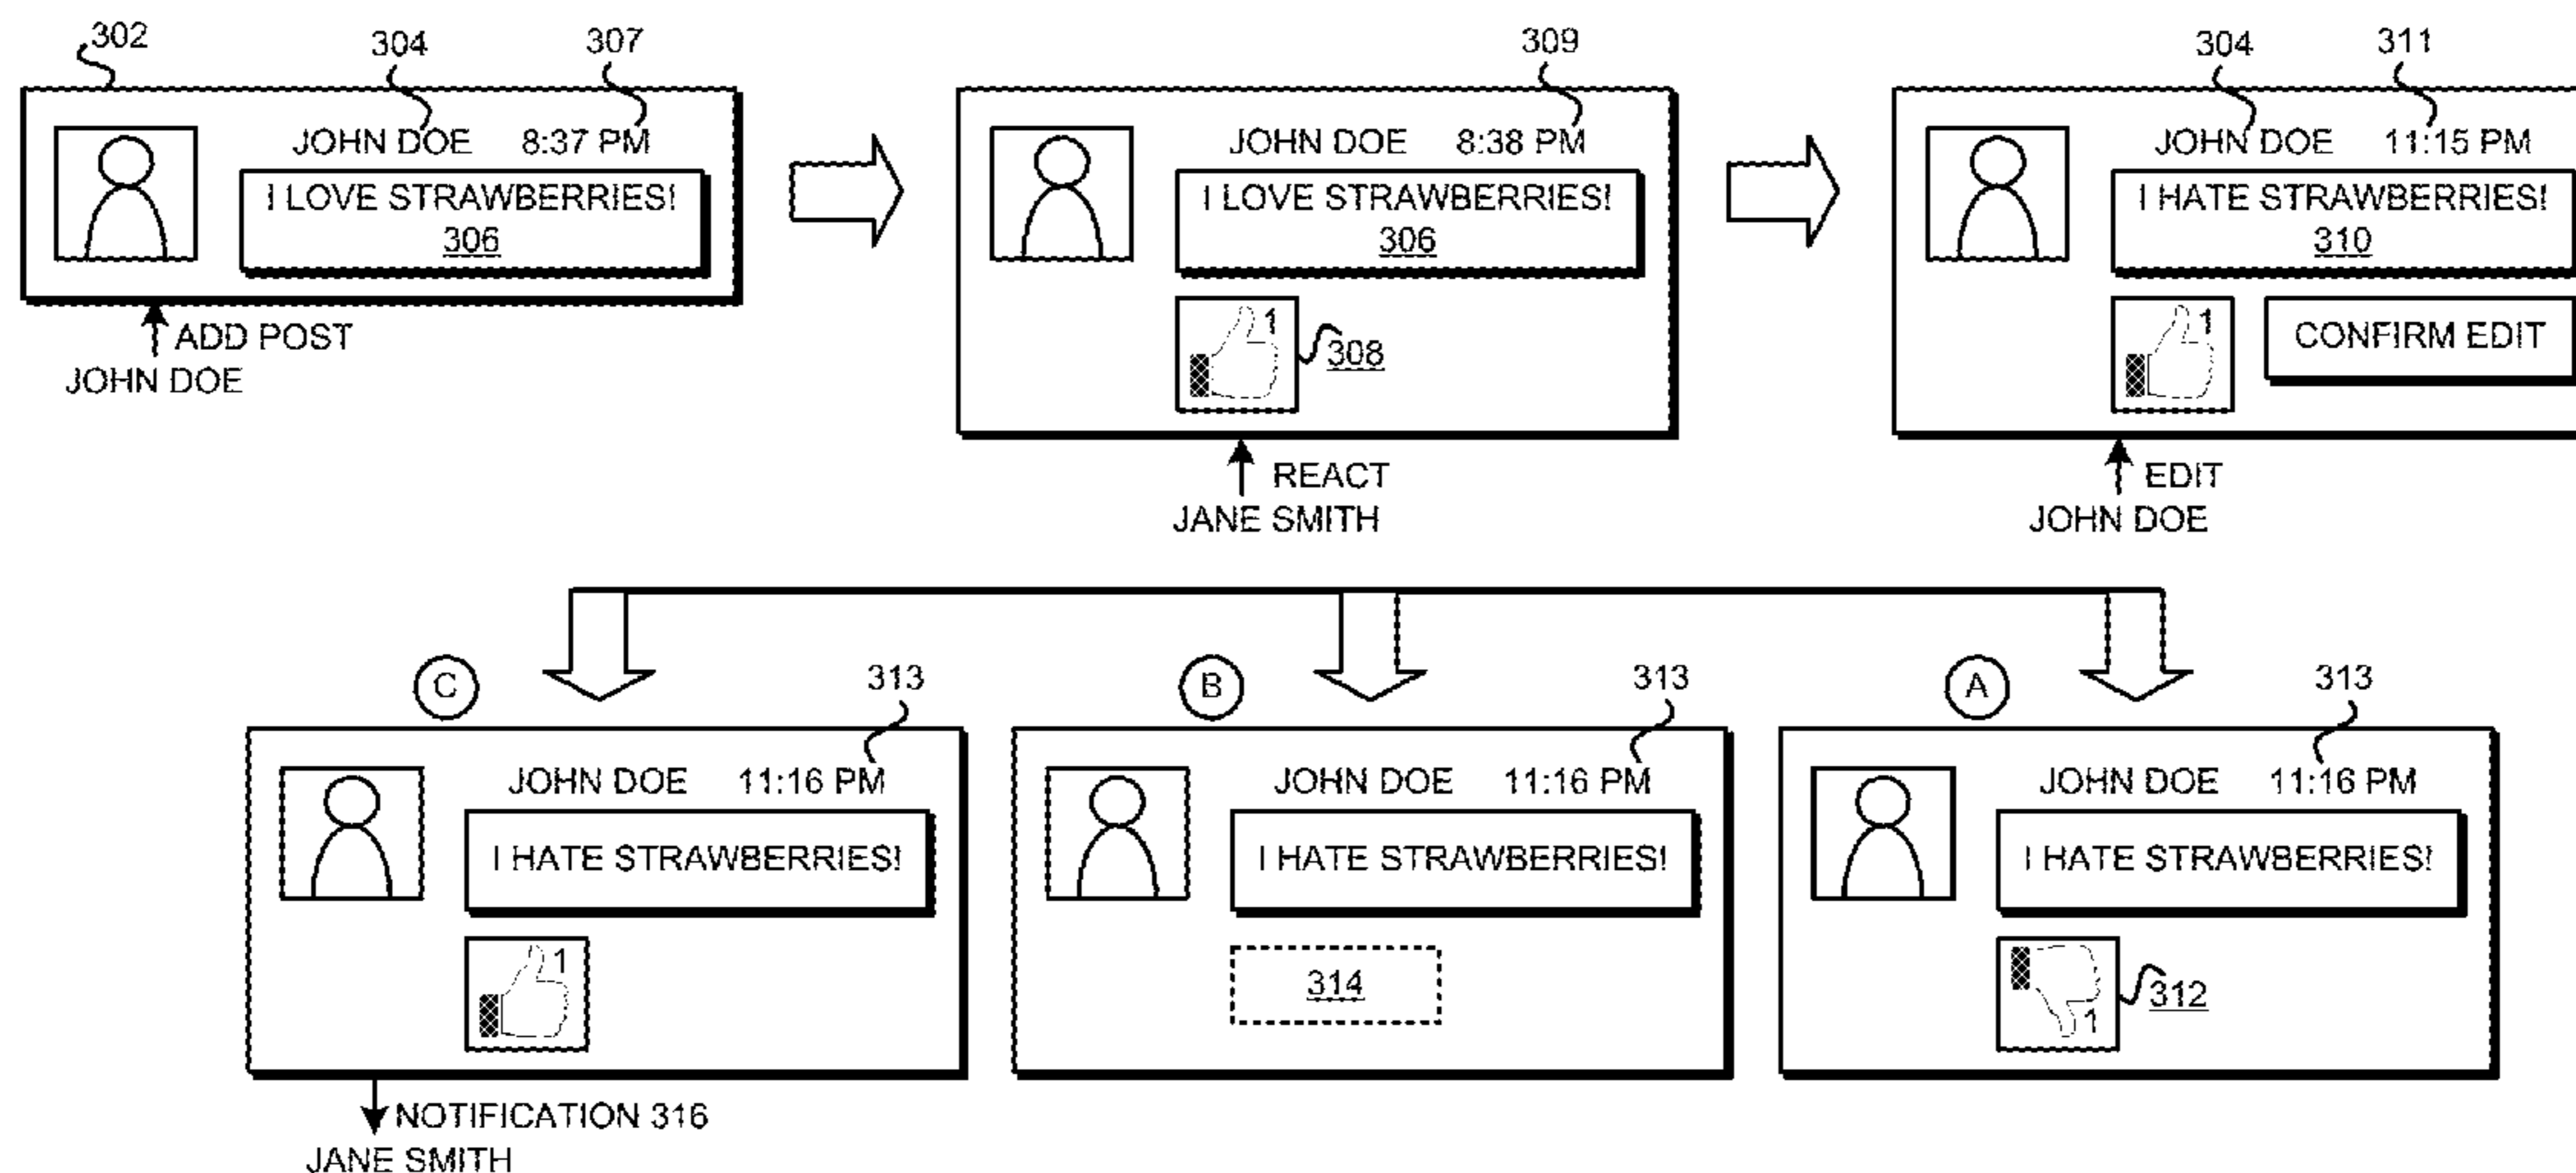 302
304
307
JOHN DOE 8:37 PM
I LOVE STRAWBERRIES!
306
ADD POST
JOHN DOE
309
JOHN DOE 8:38 PM
I LOVE STRAWBERRIES!
306
1
308
REACT
JANE SMITH
304
311
JOHN DOE 11:15 PM
I HATE STRAWBERRIES!
310
1
CONFIRM EDIT
EDIT
JOHN DOE
C
313
JOHN DOE 11:16 PM
I HATE STRAWBERRIES!
1
NOTIFICATION 316
JANE SMITH
B
313
JOHN DOE 11:16 PM
I HATE STRAWBERRIES!
314
A
313
JOHN DOE 11:16 PM
I HATE STRAWBERRIES!
1
312